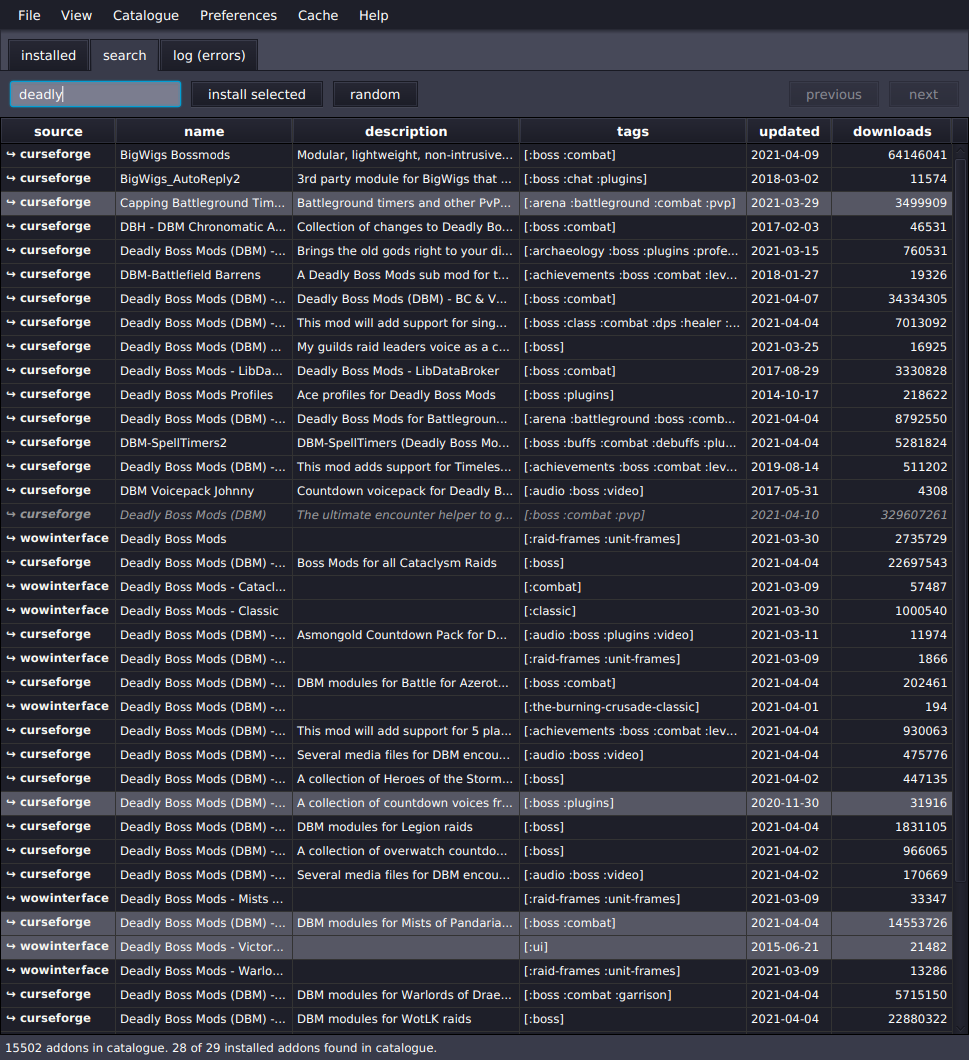 File View Catalogue Preferences Cache Help
installed search log (errors)
deadly install selected random previous next
source name description tags updated downloads
↪ curseforge BigWigs Bossmods Modular, lightweight, non-intrusive... [:boss :combat] 2021-04-09 64146041
↪ curseforge BigWigs_AutoReply2 3rd party module for BigWigs that ... [:boss :chat :plugins] 2018-03-02 11574
↪ curseforge Capping Battleground Tim... Battleground timers and other PvP... [:arena :battleground :combat :pvp] 2021-03-29 3499909
↪ curseforge DBH - DBM Chronomatic A... Collection of changes to Deadly Bo... [:boss :combat] 2017-02-03 46531
↪ curseforge Deadly Boss Mods (DBM) -... Brings the old gods right to your di... [:archaeology :boss :plugins :profe... 2021-03-15 760531
↪ curseforge DBM-Battlefield Barrens A Deadly Boss Mods sub mod for t... [:achievements :boss :combat :lev... 2018-01-27 19326
↪ curseforge Deadly Boss Mods (DBM) -... Deadly Boss Mods (DBM) - BC & V... [:boss :combat] 2021-04-07 34334305
↪ curseforge Deadly Boss Mods (DBM) -... This mod will add support for sing... [:boss :class :combat :dps :healer :... 2021-04-04 7013092
↪ curseforge Deadly Boss Mods (DBM) ... My guilds raid leaders voice as a c... [:boss] 2021-03-25 16925
↪ curseforge Deadly Boss Mods - LibDa... Deadly Boss Mods - LibDataBroker [:boss :combat] 2017-08-29 3330828
↪ curseforge Deadly Boss Mods Profiles Ace profiles for Deadly Boss Mods [:boss :plugins] 2014-10-17 218622
↪ curseforge Deadly Boss Mods (DBM) -... Deadly Boss Mods for Battlegroun... [:arena :battleground :boss :comb... 2021-04-04 8792550
↪ curseforge DBM-SpellTimers2 DBM-SpellTimers (Deadly Boss Mo... [:boss :buffs :combat :debuffs :plu... 2021-04-04 5281824
↪ curseforge Deadly Boss Mods (DBM) -... This mod adds support for Timeles... [:achievements :boss :combat :lev... 2019-08-14 511202
↪ curseforge DBM Voicepack Johnny Countdown voicepack for Deadly B... [:audio :boss :video] 2017-05-31 4308
↪ curseforge Deadly Boss Mods (DBM) The ultimate encounter helper to g... [:boss :combat :pvp] 2021-04-10 329607261
↪ wowinterface Deadly Boss Mods [:raid-frames :unit-frames] 2021-03-30 2735729
↪ curseforge Deadly Boss Mods (DBM) -... Boss Mods for all Cataclysm Raids [:boss] 2021-04-04 22697543
↪ wowinterface Deadly Boss Mods - Catacl... [:combat] 2021-03-09 57487
↪ wowinterface Deadly Boss Mods - Classic [:classic] 2021-03-30 1000540
↪ curseforge Deadly Boss Mods (DBM) -... Asmongold Countdown Pack for D... [:audio :boss :plugins :video] 2021-03-11 11974
↪ wowinterface Deadly Boss Mods (DBM) -... [:raid-frames :unit-frames] 2021-03-09 1866
↪ curseforge Deadly Boss Mods (DBM) -... DBM modules for Battle for Azerot... [:boss :combat] 2021-04-04 202461
↪ wowinterface Deadly Boss Mods (DBM) -... [:the-burning-crusade-classic] 2021-04-01 194
↪ curseforge Deadly Boss Mods (DBM) -... This mod will add support for 5 pla... [:achievements :boss :combat :lev... 2021-04-04 930063
↪ curseforge Deadly Boss Mods (DBM) -... Several media files for DBM encou... [:audio :boss :video] 2021-04-04 475776
↪ curseforge Deadly Boss Mods (DBM) -... A collection of Heroes of the Storm... [:boss] 2021-04-02 447135
↪ curseforge Deadly Boss Mods (DBM) -... A collection of countdown voices fr... [:boss :plugins] 2020-11-30 31916
↪ curseforge Deadly Boss Mods (DBM) -... DBM modules for Legion raids [:boss] 2021-04-04 1831105
↪ curseforge Deadly Boss Mods (DBM) -... A collection of overwatch countdo... [:boss] 2021-04-02 966065
↪ curseforge Deadly Boss Mods (DBM) -... Several media files for DBM encou... [:audio :boss :video] 2021-04-02 170669
↪ wowinterface Deadly Boss Mods - Mists ... [:raid-frames :unit-frames] 2021-03-09 33347
↪ curseforge Deadly Boss Mods (DBM) -... DBM modules for Mists of Pandaria... [:boss :combat] 2021-04-04 14553726
↪ wowinterface Deadly Boss Mods - Victor... [:ui] 2015-06-21 21482
↪ wowinterface Deadly Boss Mods - Warlo... [:raid-frames :unit-frames] 2021-03-09 13286
↪ curseforge Deadly Boss Mods (DBM) -... DBM modules for Warlords of Drae... [:boss :combat :garrison] 2021-04-04 5715150
↪ curseforge Deadly Boss Mods (DBM) -... DBM modules for WotLK raids [:boss] 2021-04-04 22880322
15502 addons in catalogue. 28 of 29 installed addons found in catalogue.